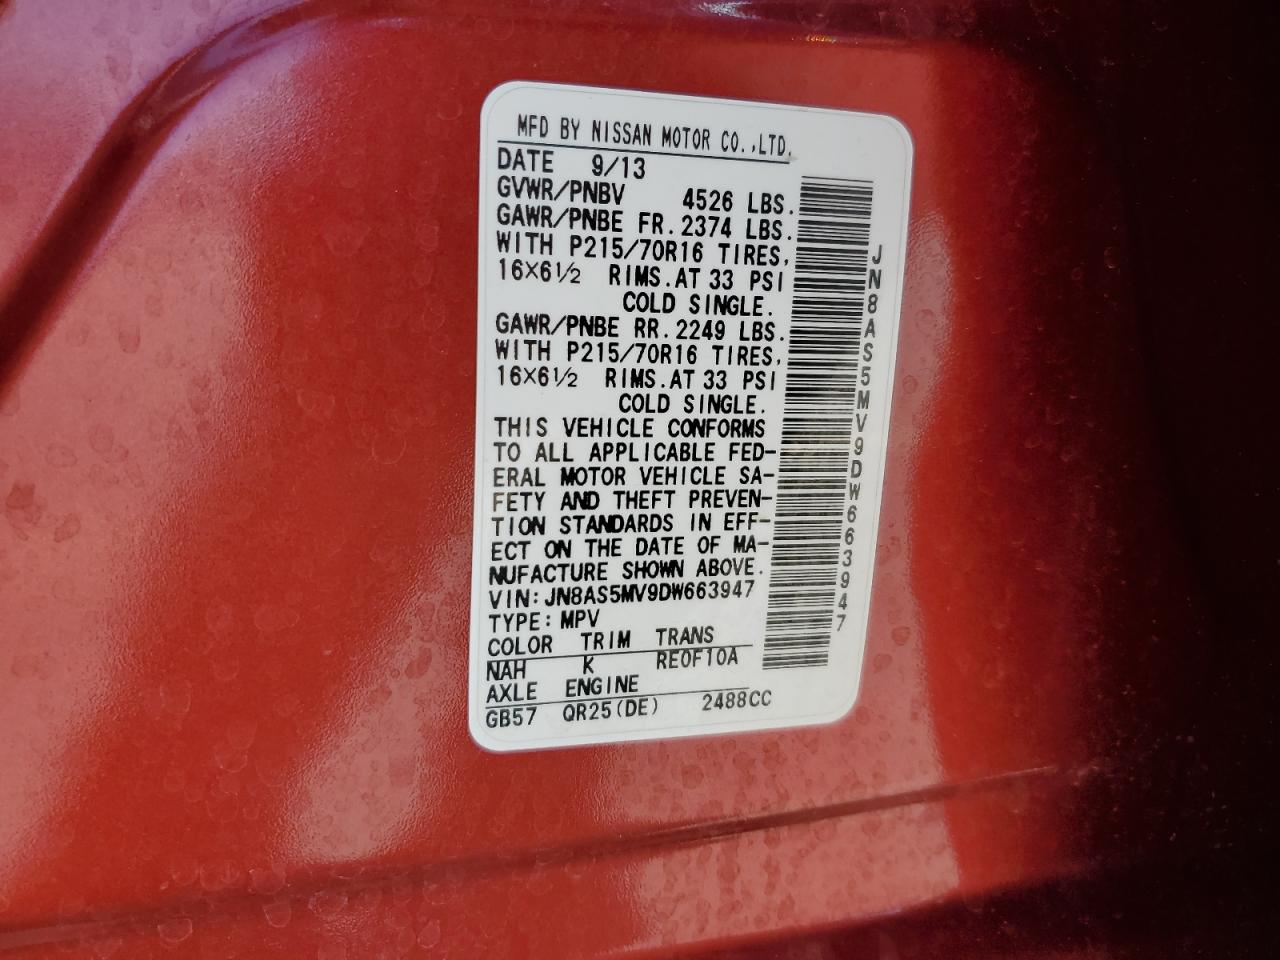 MFD BY NISSAN MOTOR CO.,LTD.
DATE 9/13
GVWR/PNBV 4526 LBS.
GAWR/PNBE FR. 2374 LBS.
WITH P215/70R16 TIRES,
16×6½ RIMS.AT 33 PSI
COLD SINGLE.
GAWR/PNBE RR. 2249 LBS.
WITH P215/70R16 TIRES,
16×6½ RIMS.AT 33 PSI
COLD SINGLE.
THIS VEHICLE CONFORMS
TO ALL APPLICABLE FED-
ERAL MOTOR VEHICLE SA-
FETY AND THEFT PREVEN-
TION STANDARDS IN EFF-
ECT ON THE DATE OF MA-
NUFACTURE SHOWN ABOVE.
VIN:JN8AS5MV9DW663947
TYPE:MPV
COLOR TRIM TRANS
NAH K RE0F10A
AXLE ENGINE
GB57 QR25(DE) 2488CC
JN8AS5MV9DW663947